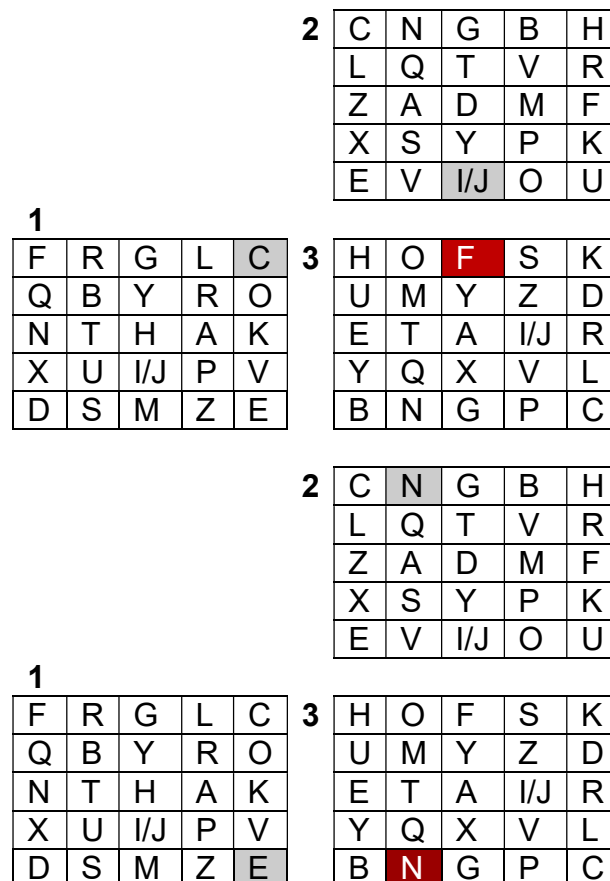 2 C N G B H
L Q T V R
Z A D M F
X S Y P K
E V I/J O U
1
F R G L C 3 H O F S K
Q B Y R O U M Y Z D
N T H A K E T A I/J R
X U I/J P V Y Q X V L
D S M Z E B N G P C
2 C N G B H
L Q T V R
Z A D M F
X S Y P K
E V I/J O U
1
F R G L C 3 H O F S K
Q B Y R O U M Y Z D
N T H A K E T A I/J R
X U I/J P V Y Q X V L
D S M Z E B N G P C